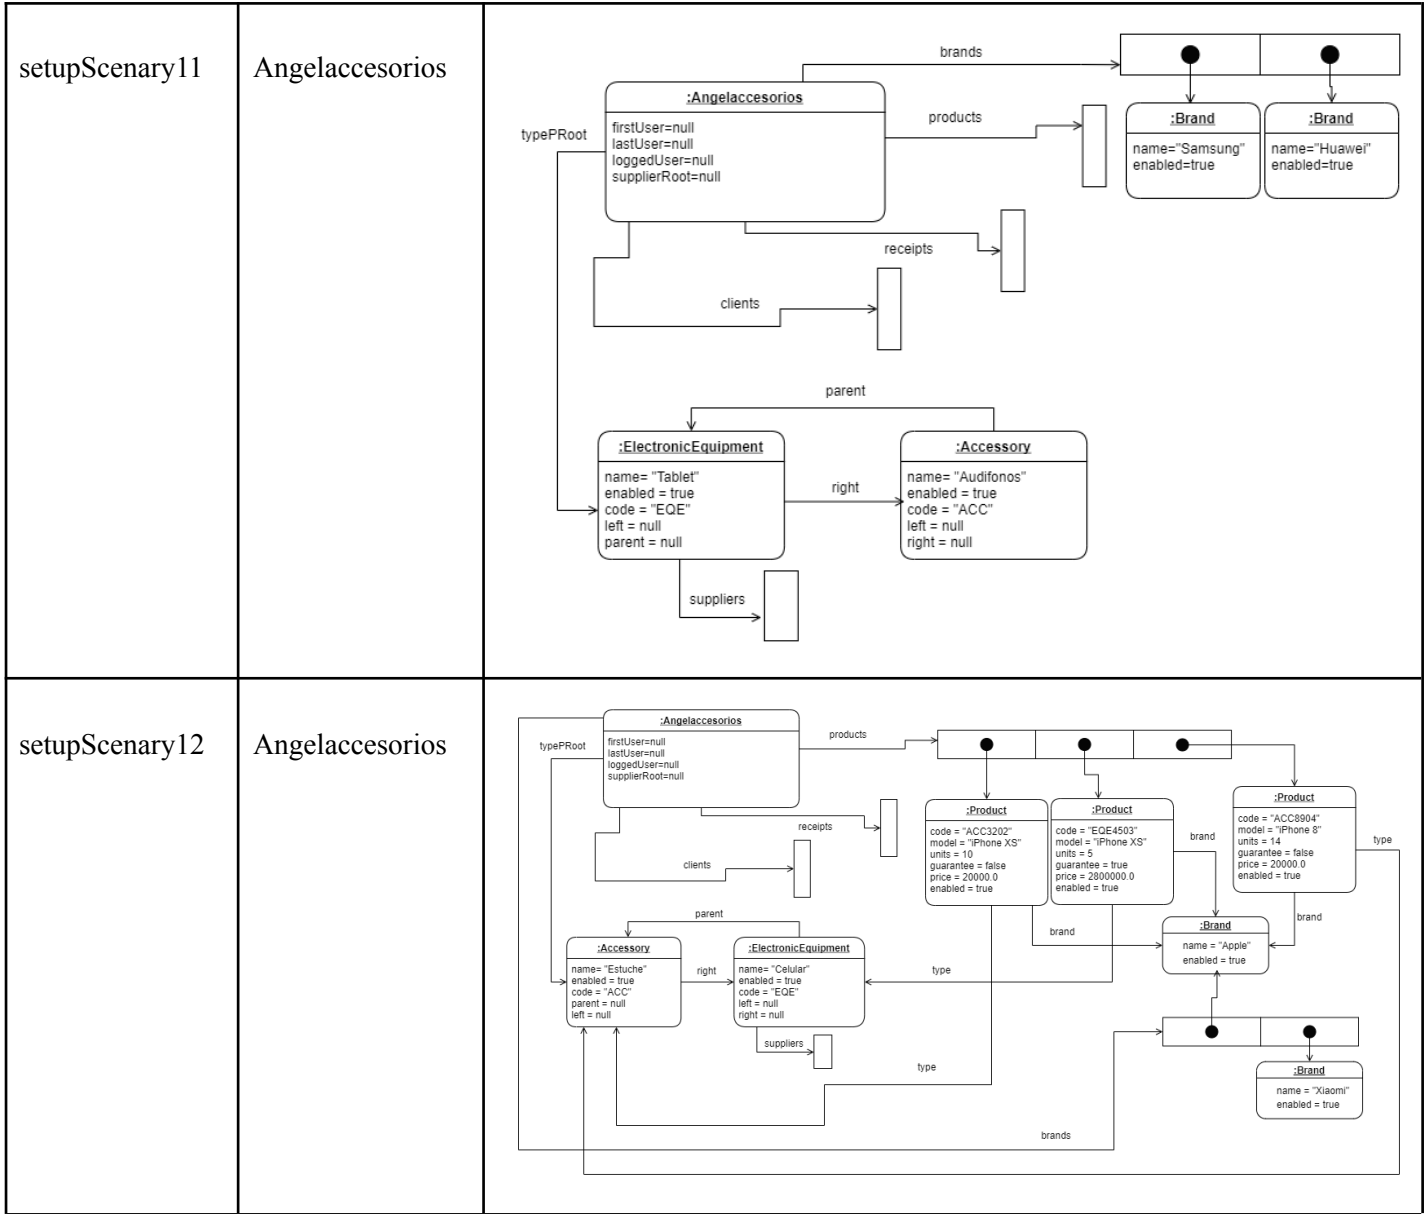 setupScenary11
Angelaccesorios
brands
:Angelaccesorios
firstUser=null
lastUser=null
loggedUser=null
supplierRoot=null
typePRoot
products
:Brand
name="Samsung"
enabled=true
:Brand
name="Huawei"
enabled=true
receipts
clients
parent
:ElectronicEquipment
name= "Tablet"
enabled = true
code = "EQE"
left = null
parent = null
right
:Accessory
name= "Audifonos"
enabled = true
code = "ACC"
left = null
right = null
suppliers
setupScenary12
Angelaccesorios
:Angelaccesorios
firstUser=null
lastUser=null
loggedUser=null
supplierRoot=null
typePRoot
products
receipts
clients
:Product
code = "ACC3202"
model = "iPhone XS"
units = 10
guarantee = false
price = 20000.0
enabled = true
:Product
code = "EQE4503"
model = "iPhone XS"
units = 5
guarantee = true
price = 2800000.0
enabled = true
brand
:Product
code = "ACC8904"
model = "iPhone 8"
units = 14
guarantee = false
price = 20000.0
enabled = true
type
parent
brand
brand
:Brand
name = "Apple"
enabled = true
:Accessory
name= "Estuche"
enabled = true
code = "ACC"
parent = null
left = null
right
:ElectronicEquipment
name= "Celular"
enabled = true
code = "EQE"
left = null
right = null
type
suppliers
type
:Brand
name = "Xiaomi"
enabled = true
brands